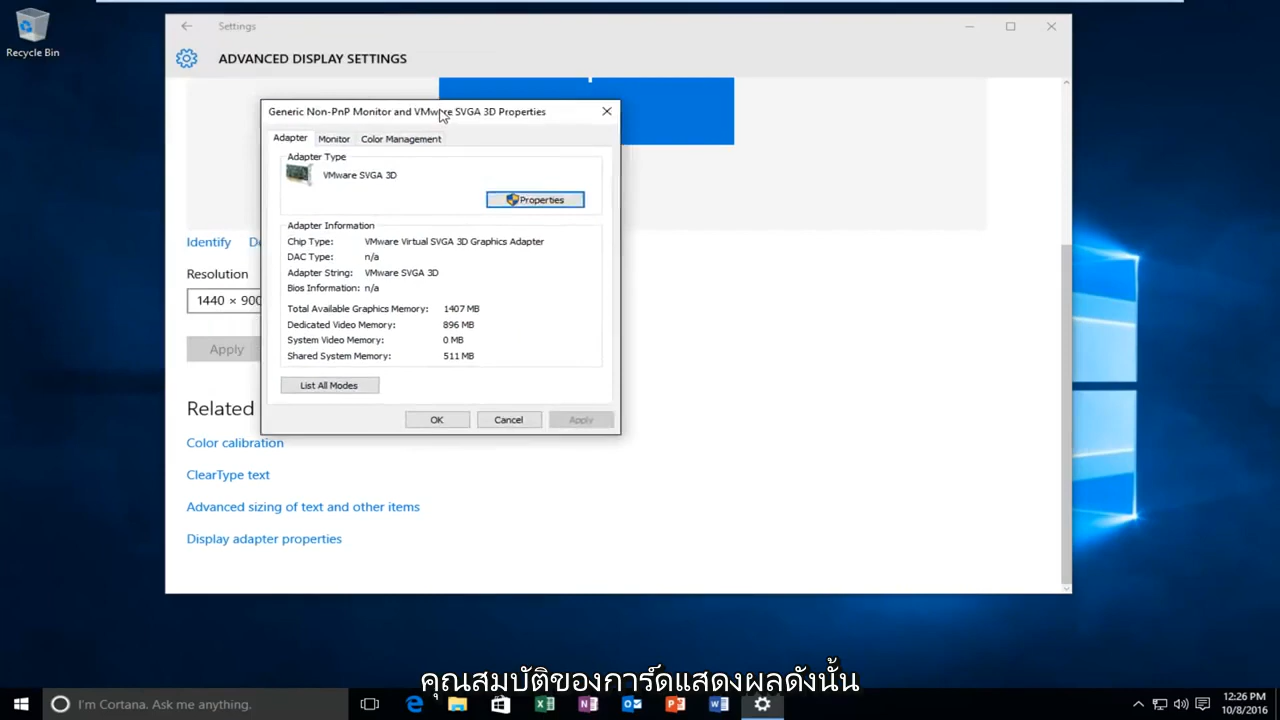 Recycle Bin
Settings
ADVANCED DISPLAY SETTINGS
Generic Non-PnP Monitor and VMware SVGA 3D Properties
Adapter Monitor Color Management
Adapter Type
VMware SVGA 3D
Properties
Adapter Information
Chip Type: VMware Virtual SVGA 3D Graphics Adapter
DAC Type: n/a
Adapter String: VMware SVGA 3D
Bios Information: n/a
Total Available Graphics Memory: 1407 MB
Dedicated Video Memory: 896 MB
System Video Memory: 0 MB
Shared System Memory: 511 MB
List All Modes
OK Cancel Apply
Identify
Resolution
1440 × 900
Apply
Related
Color calibration
ClearType text
Advanced sizing of text and other items
Display adapter properties
คุณสมบัติของการ์ดแสดงผลดังนั้น
I'm Cortana. Ask me anything.
12:26 PM
10/8/2016